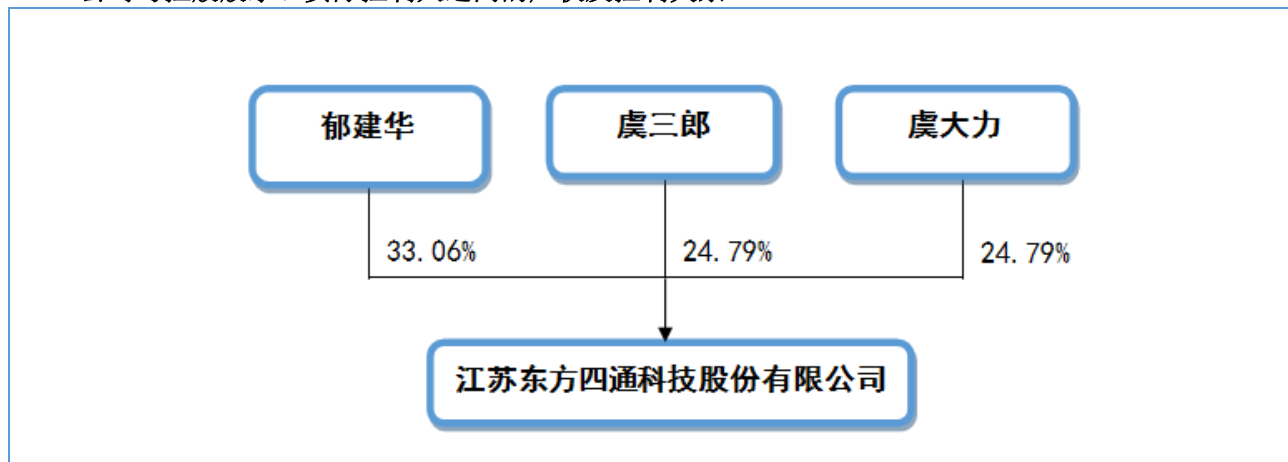 郁建华
虞三郎
虞大力
33.06%
24.79%
24.79%
江苏东方四通科技股份有限公司